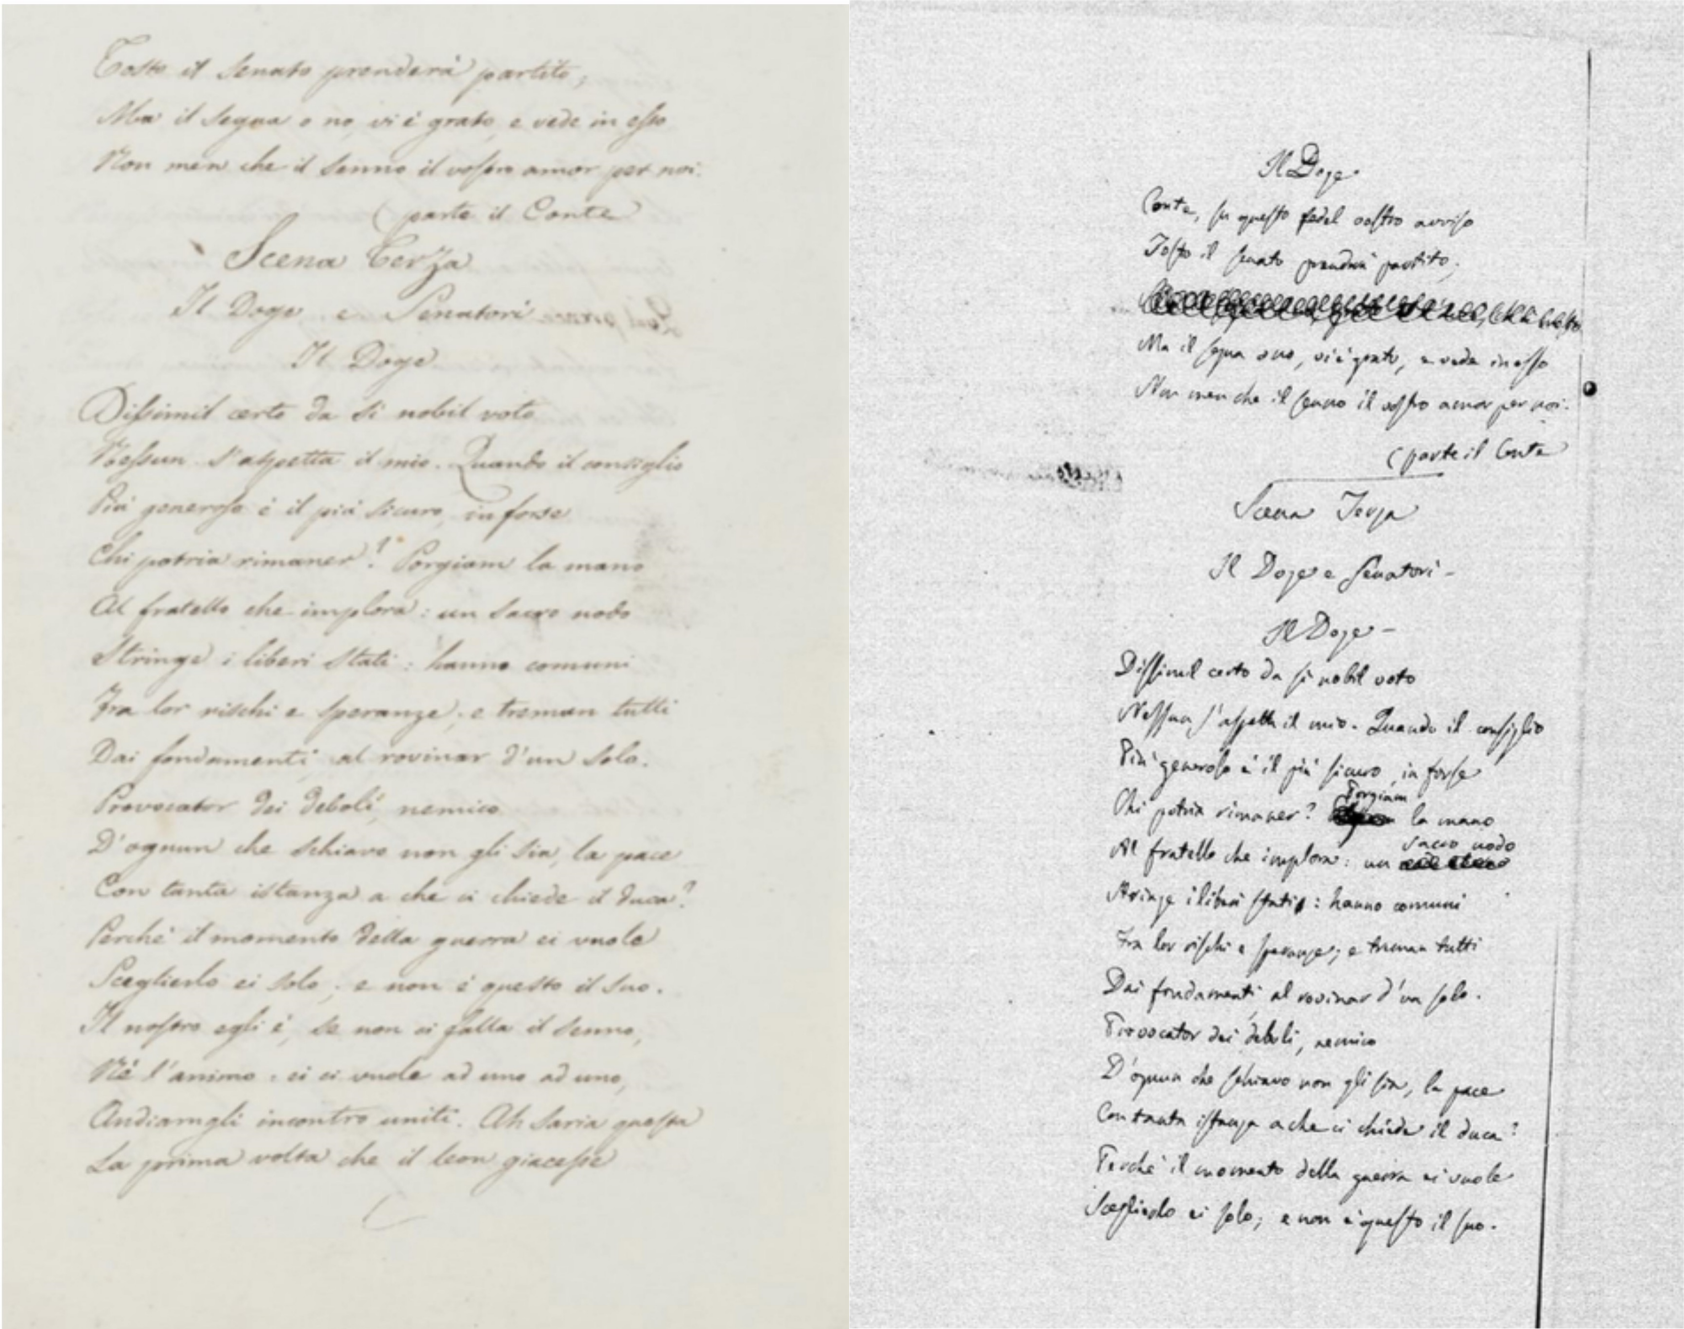 Tosto il Senato prenderà partito;
Ma il segua o no, vi è grato, e vede in esso
Non men che il senno il vostro amor per noi.
(parte il Conte
Scena Terza
Il Doge e Senatori
Il Doge
Dissimil certo da sì nobil voto
Nessun s'aspetta il mio. Quando il consiglio
Più generoso è il più sicuro, in forse
Chi potria rimaner? Porgiam la mano
Al fratello che implora: un sacro nodo
Stringe i liberi Stati: hanno comuni
Fra lor rischi e speranze; e treman tutti
Dai fondamenti al rovinar d'un solo.
Provocator dei deboli, nemico
D'ognun che schiavo non gli sia, la pace
Con tanta istanza a che ci chiede il duca?
Perchè il momento della guerra ei vuole
Sceglierlo ei solo; e non è questo il suo.
Il nostro egli è, se non ci falla il senno,
Nè l'animo: ei ci vuole ad uno ad uno,
Andiamgli incontro uniti. Ah saria questa
La prima volta che il leon giacesse
Il Doge
Conte, su questo fedel vostro avviso
Tosto il senato prenderà partito;
Ma il segua o no, vi è grato, e vede in esso
Non men che il senno il vostro amor per noi.
(parte il Conte
Scena Terza
Il Doge e Senatori -
Il Doge -
Dissimil certo da sì nobil voto
Nessun s'aspetta il mio. Quando il consiglio
Più generoso è il più sicuro, in forse
Chi potria rimaner? Porgiam la mano
Al fratello che implora: un sacro nodo
Stringe i liberi stati: hanno comuni
Fra lor rischi e speranze; e treman tutti
Dai fondamenti al rovinar d'un solo.
Provocator dei deboli, nemico
D'ognun che schiavo non gli sia, la pace
Con tanta istanza a che ci chiede il duca?
Perchè il momento della guerra ei vuole
Sceglierlo ei solo; e non è questo il suo.